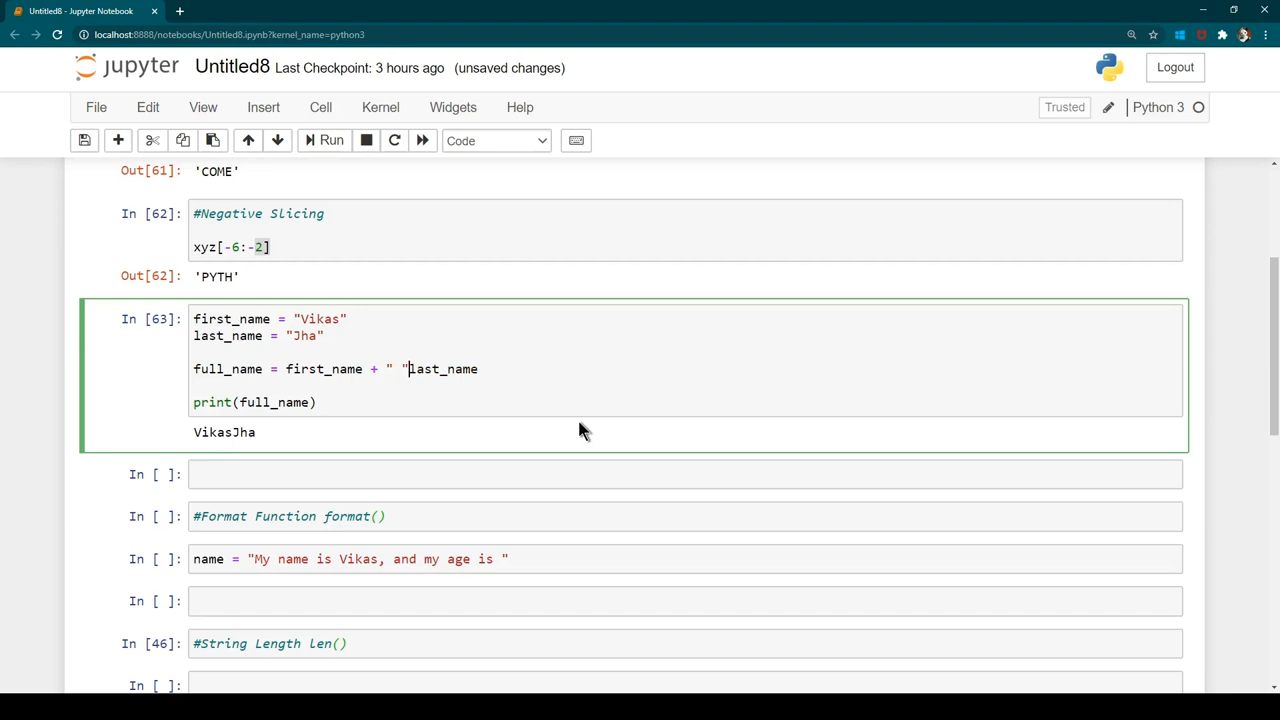 Untitled8 - Jupyter Notebook
localhost:8888/notebooks/Untitled8.ipynb?kernel_name=python3
jupyter Untitled8 Last Checkpoint: 3 hours ago (unsaved changes) Logout
File Edit View Insert Cell Kernel Widgets Help Trusted Python 3
Run Code
Out[61]: 'COME'
In [62]: #Negative Slicing
xyz[-6:-2]
Out[62]: 'PYTH'
In [63]: first_name = "Vikas"
last_name = "Jha"
full_name = first_name + " "last_name
print(full_name)
VikasJha
In [ ]:
In [ ]: #Format Function format()
In [ ]: name = "My name is Vikas, and my age is "
In [ ]:
In [46]: #String Length len()
In [ ]: